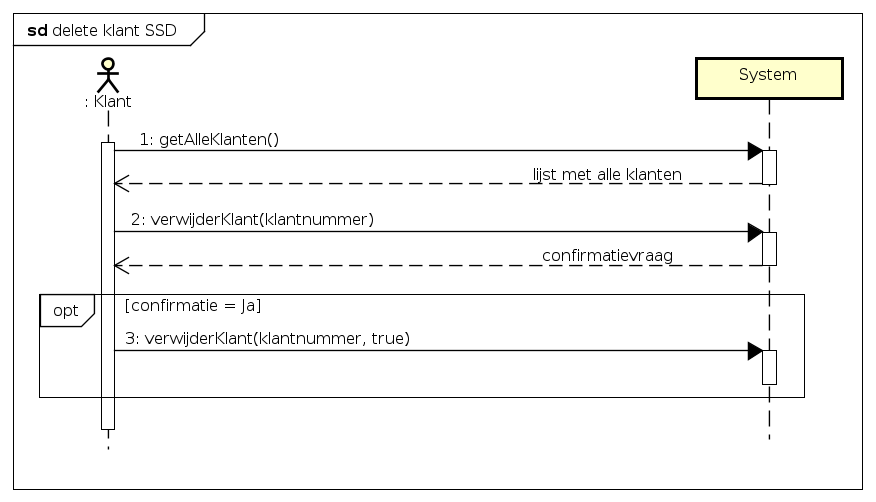 sd delete klant SSD
: Klant
System
1: getAlleKlanten()
lijst met alle klanten
2: verwijderKlant(klantnummer)
confirmatievraag
opt
[confirmatie = Ja]
3: verwijderKlant(klantnummer, true)